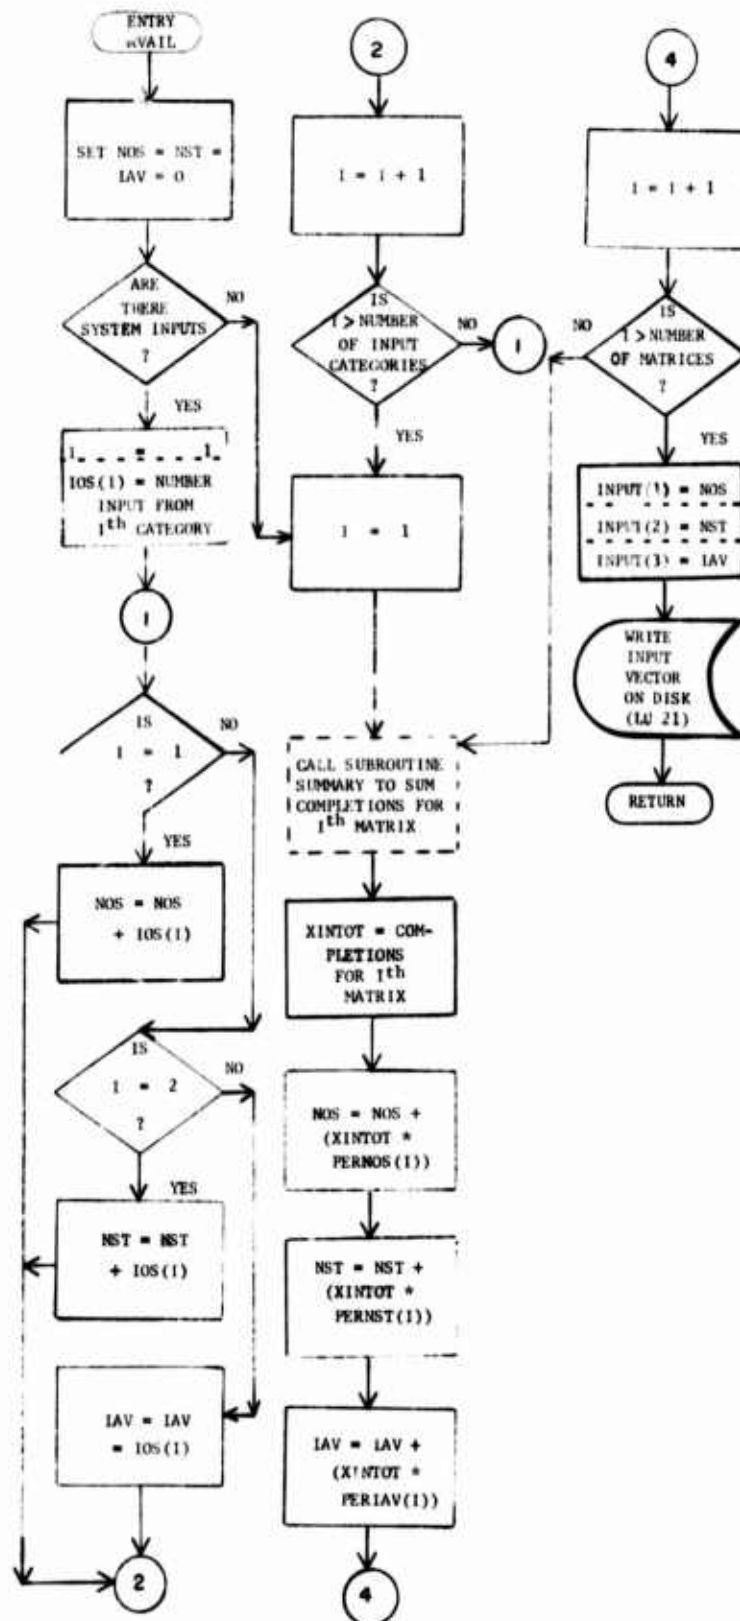 ENTRY
AVAIL
SET NOS = NST =
IAV = 0
ARE
THERE
SYSTEM INPUTS
?
NO
YES
I = 1
IOS(I) = NUMBER
INPUT FROM
Ith CATEGORY
1
IS
I = 1
?
NO
YES
NOS = NOS
+ IOS(I)
IS
I = 2
?
NO
YES
NST = NST
+ IOS(I)
IAV = IAV
= IOS(I)
2
2
I = I + 1
IS
I > NUMBER
OF INPUT
CATEGORIES
?
NO
1
YES
I = 1
CALL SUBROUTINE
SUMMARY TO SUM
COMPLETIONS FOR
Ith MATRIX
XINTOT = COM-
PLETIONS
FOR Ith
MATRIX
NOS = NOS +
(XINTOT *
PERNOS(I))
NST = NST +
(XINTOT *
PERNST(I))
IAV = IAV +
(XINTOT *
PERIAV(I))
4
4
I = I + 1
IS
I > NUMBER
OF MATRICES
?
NO
YES
INPUT(1) = NOS
INPUT(2) = NST
INPUT(3) = IAV
WRITE
INPUT
VECTOR
ON DISK
(LU 21)
RETURN